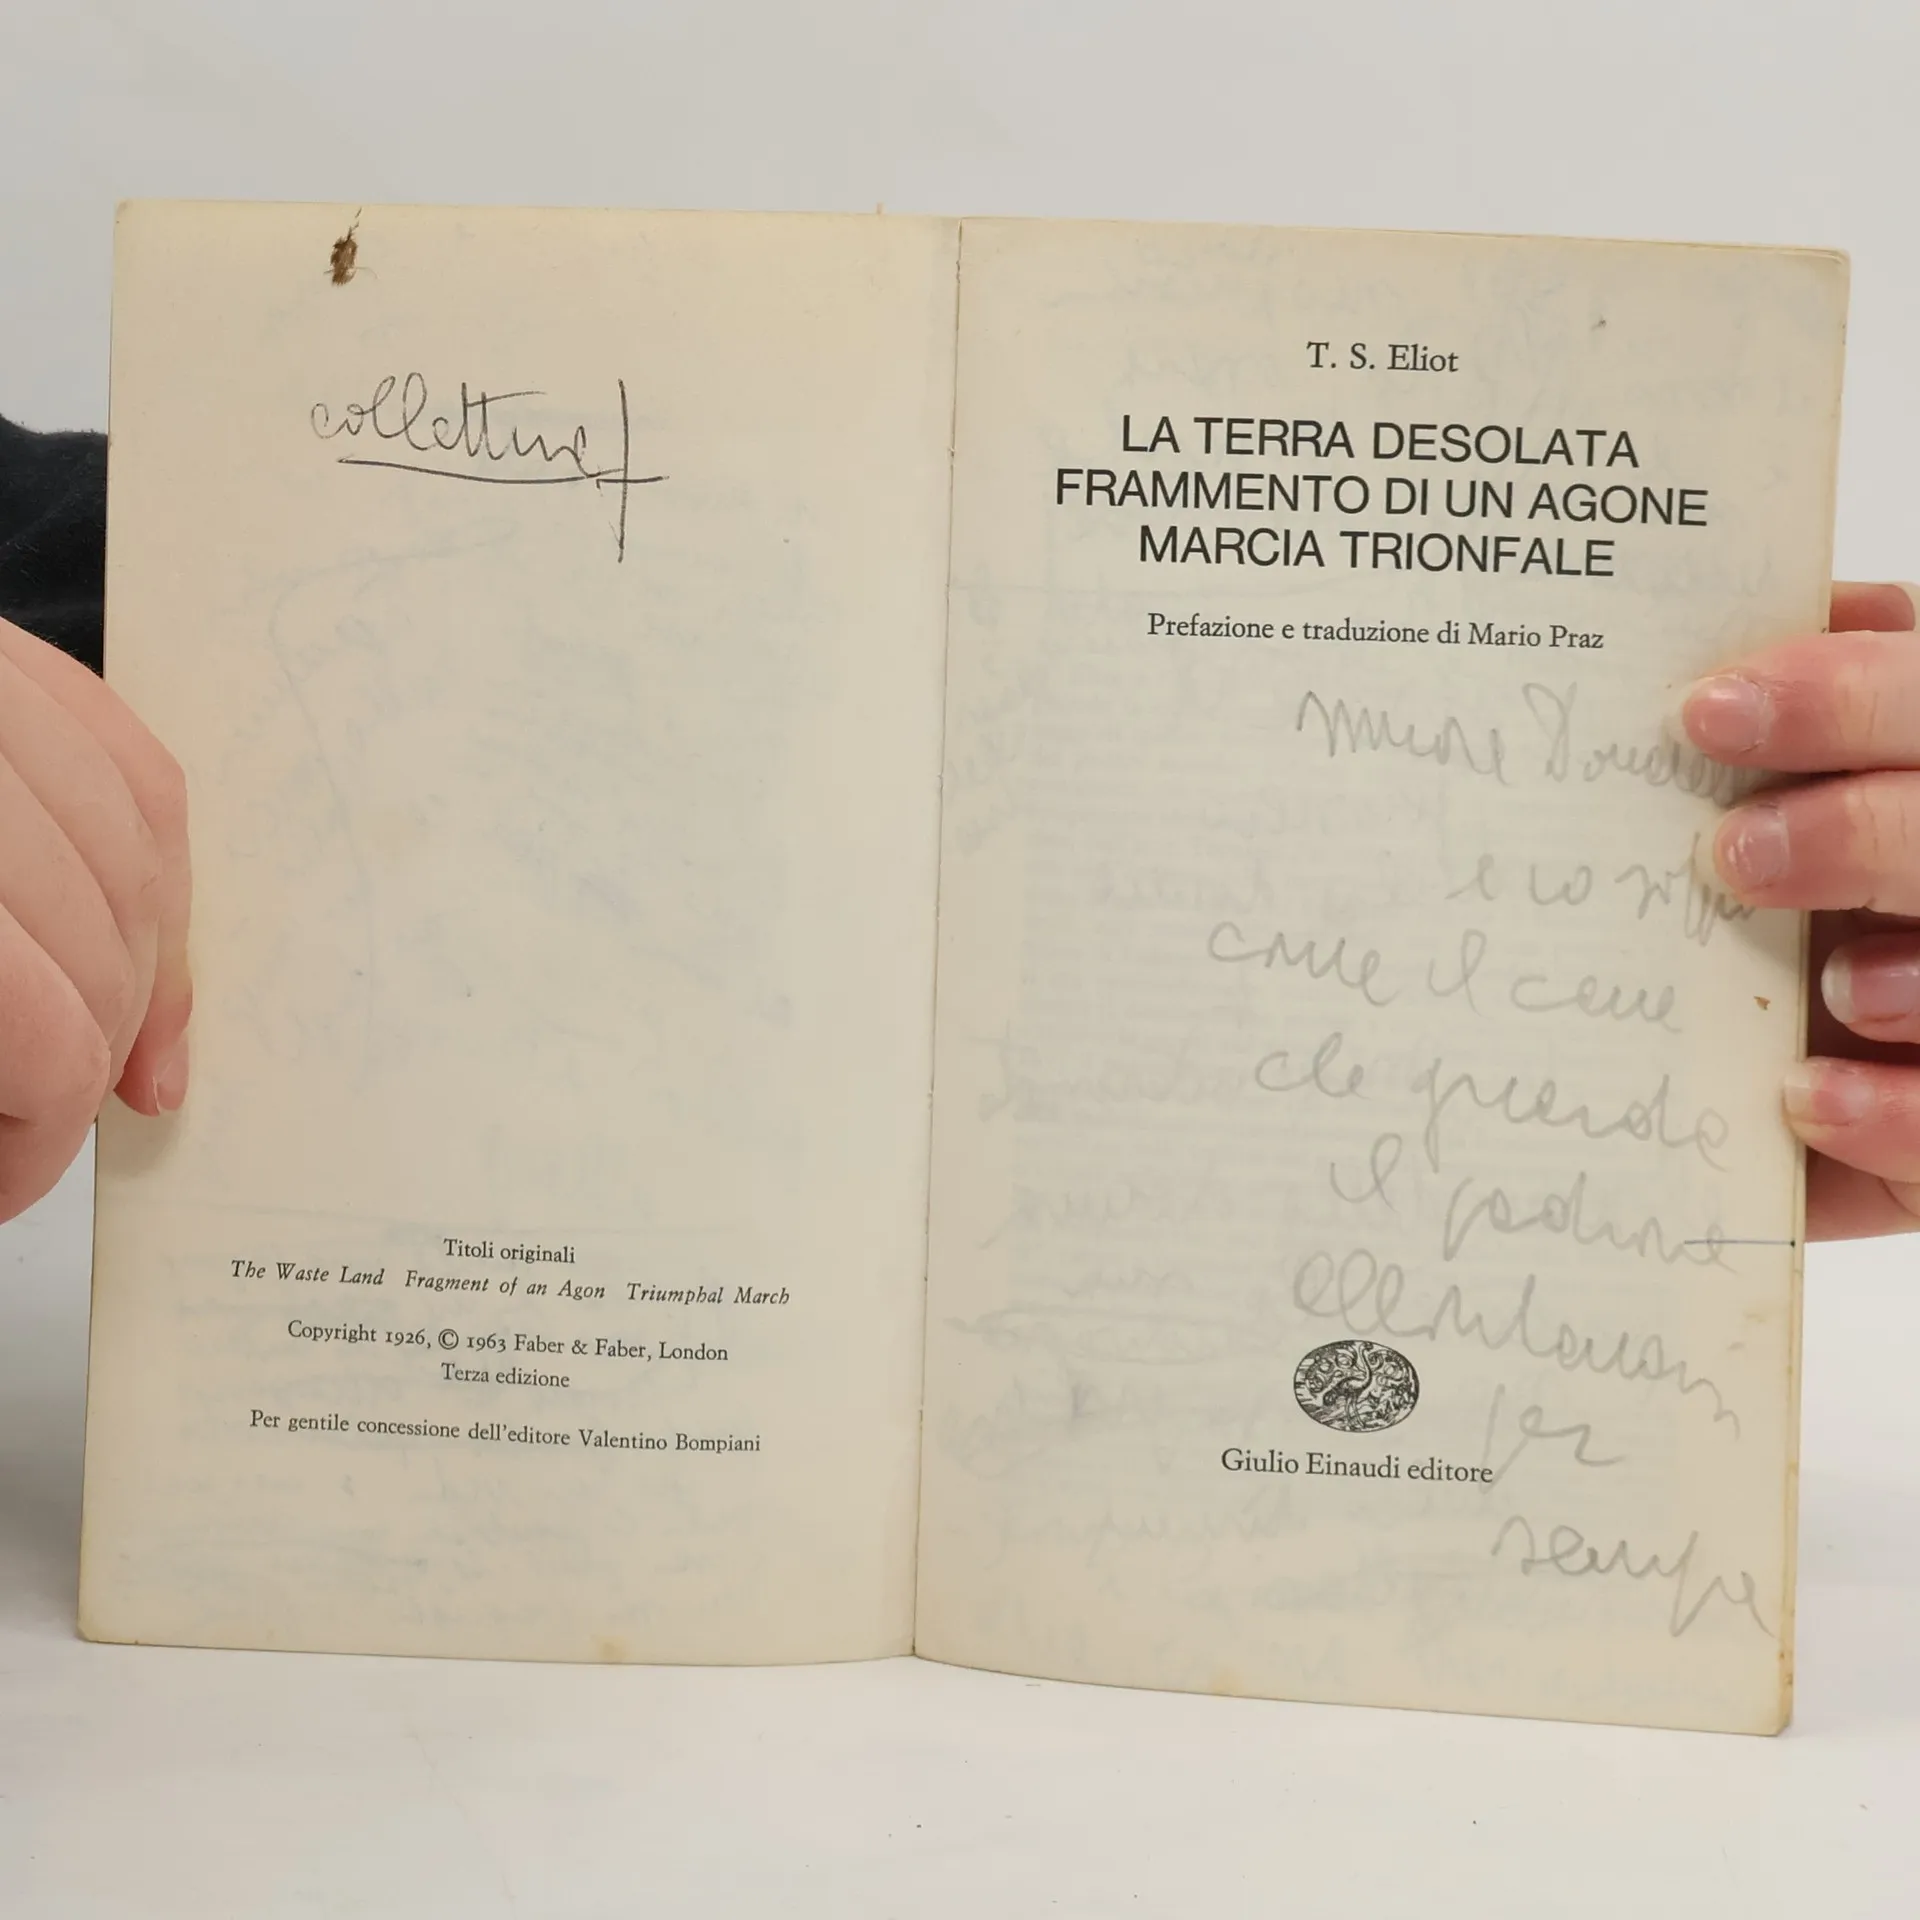 Titoli originali
The Waste Land Fragment of an Agon Triumphal March
Copyright 1926, © 1963 Faber & Faber, London
Terza edizione
Per gentile concessione dell'editore Valentino Bompiani
T. S. Eliot
LA TERRA DESOLATA
FRAMMENTO DI UN AGONE
MARCIA TRIONFALE
Prefazione e traduzione di Mario Praz
e io
come il cane
che guarda
il padrone
allontanarsi
per
sempre
Giulio Einaudi editore